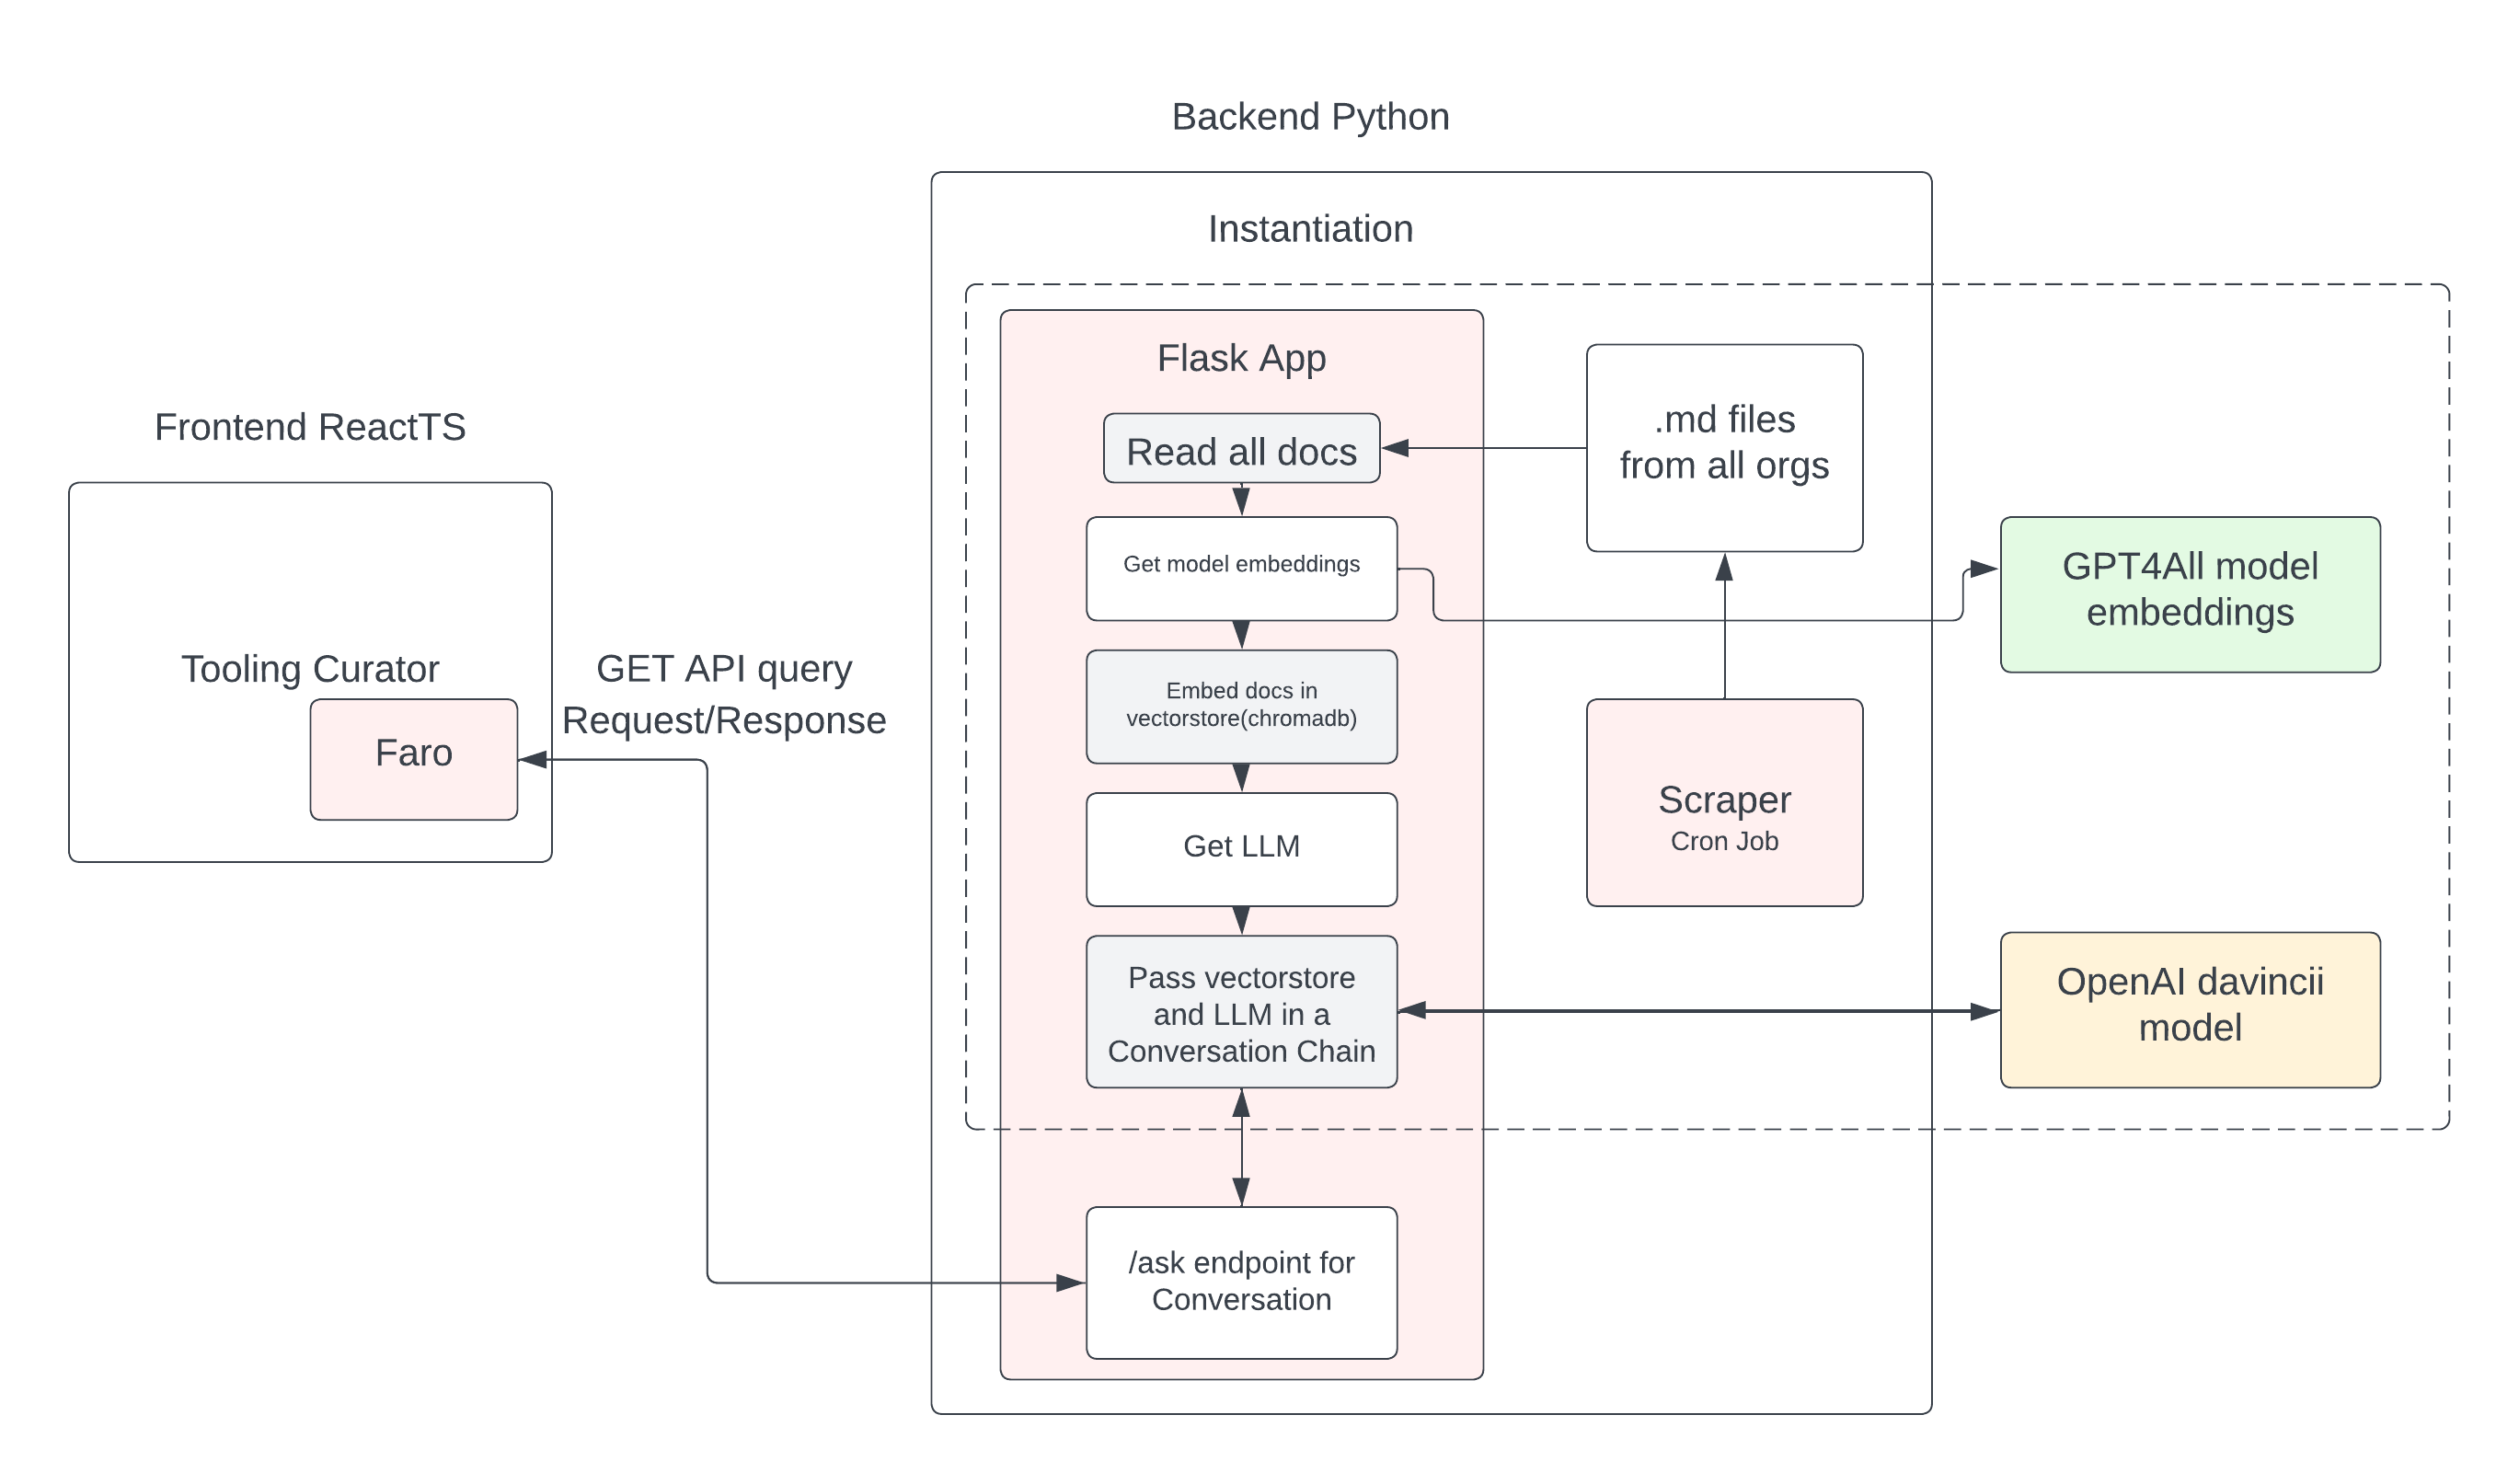 Backend Python
Instantiation
Flask App
Read all docs
.md files
from all orgs
Frontend ReactTS
Get model embeddings
GPT4All model
embeddings
Tooling Curator
Faro
GET API query
Request/Response
Embed docs in
vectorstore(chromadb)
Get LLM
Scraper
Cron Job
Pass vectorstore
and LLM in a
Conversation Chain
OpenAI davincii
model
/ask endpoint for
Conversation